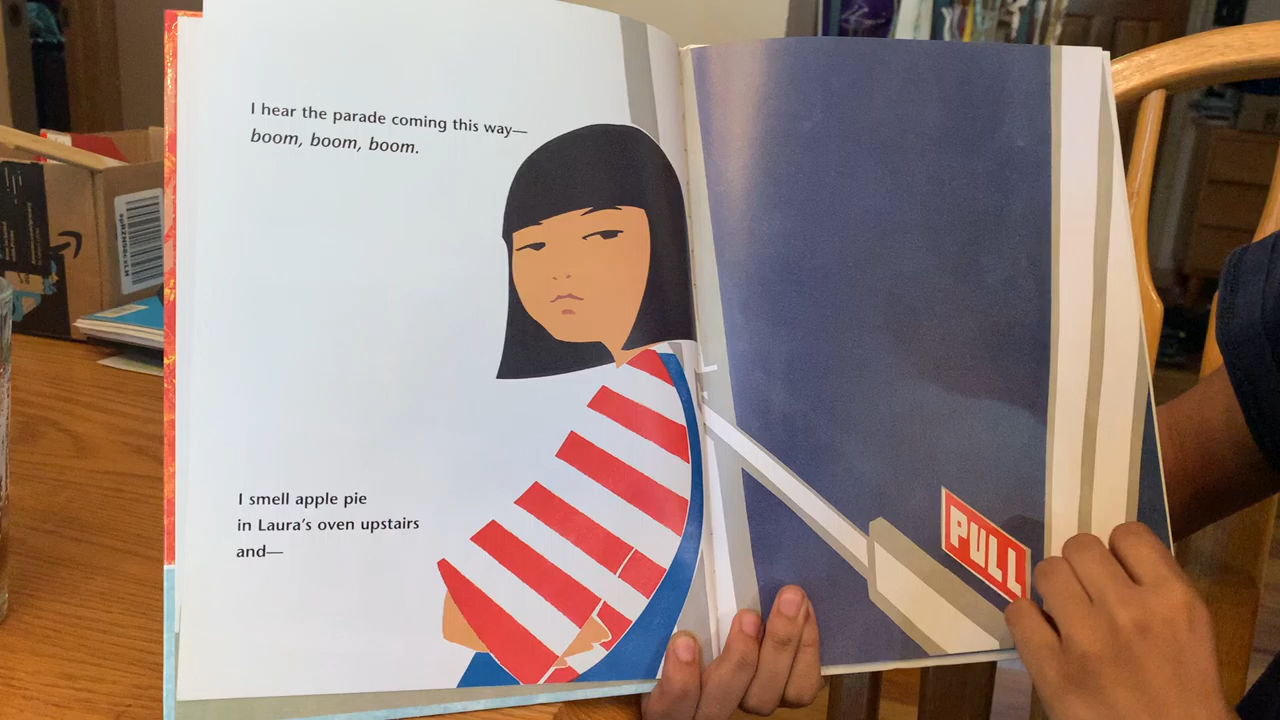 I hear the parade coming this way—
boom, boom, boom.
I smell apple pie
in Laura's oven upstairs
and—
PULL